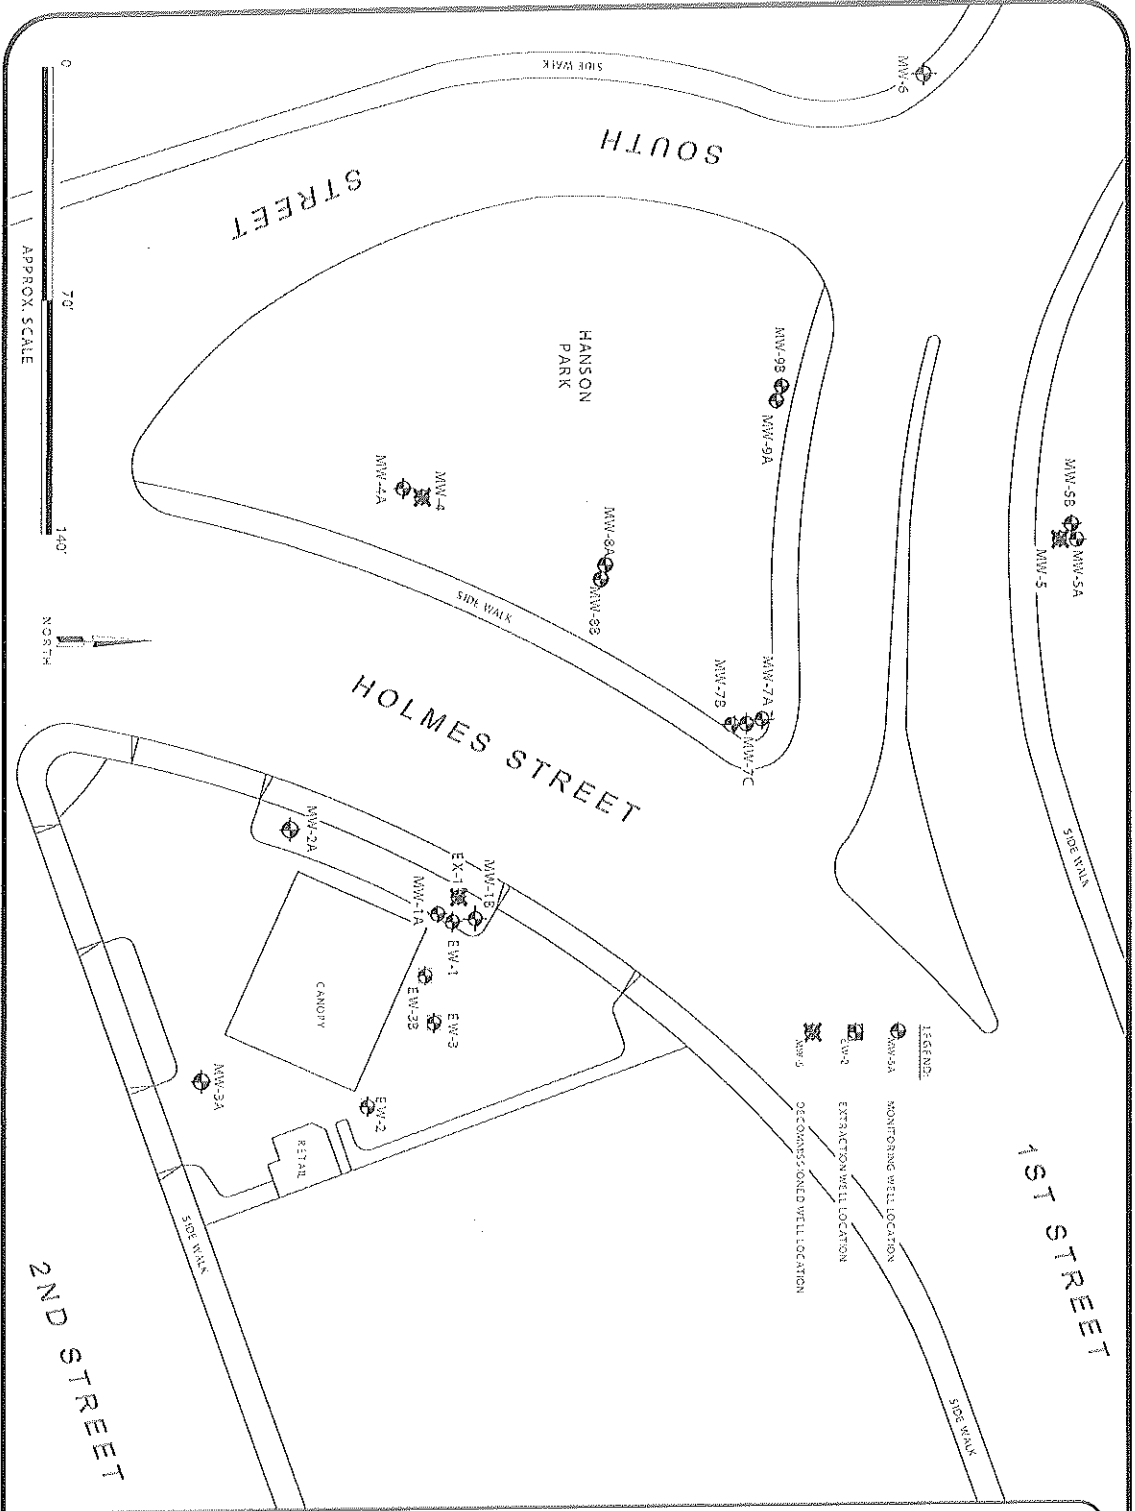 SIDE WALK
MW-6
SOUTH
STREET
0
70'
140'
APPROX. SCALE
NORTH
HANSON
PARK
MW-9B
MW-9A
MW-4
MW-4A
MW-8A
MW-8B
SIDE WALK
MW-5B
MW-5A
MW-5
SIDE WALK
MW-7A
MW-7B
MW-7C
HOLMES STREET
MW-2A
EX-1
MW-1B
MW-1A
EW-1
EW-3B
EW-3
CANOPY
MW-3A
EW-2
RETAIL
SIDE WALK
2ND STREET
LEGEND:
MW-5A MONITORING WELL LOCATION
EW-2 EXTRACTION WELL LOCATION
MW-5 DECOMMISSIONED WELL LOCATION
1ST STREET
SIDE WALK